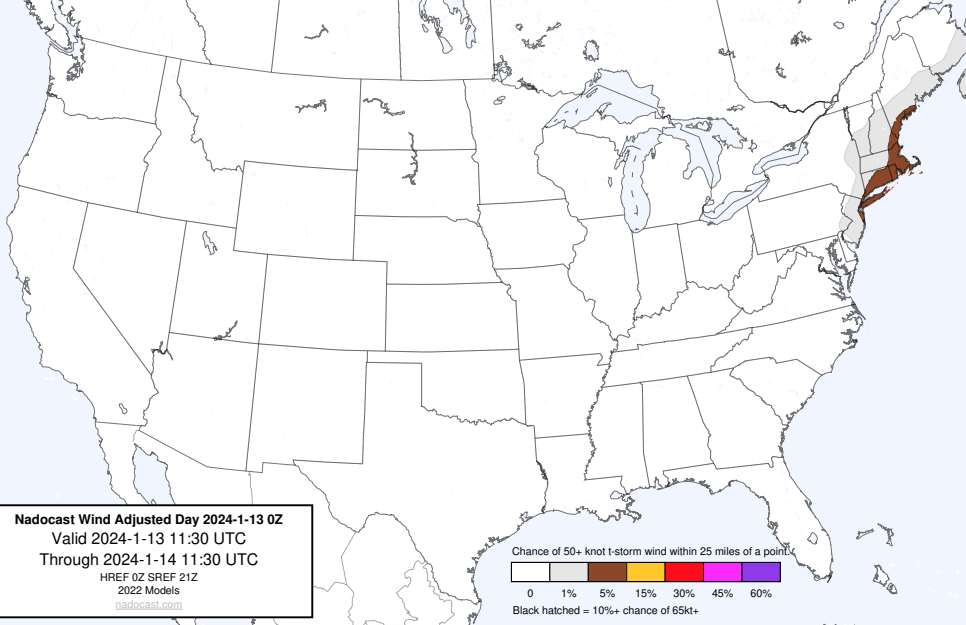 Nadocast Wind Adjusted Day 2024-1-13 0Z
Valid 2024-1-13 11:30 UTC
Through 2024-1-14 11:30 UTC
HREF 0Z SREF 21Z
2022 Models
nadocast.com
Chance of 50+ knot t-storm wind within 25 miles of a point.
0 1% 5% 15% 30% 45% 60%
Black hatched = 10%+ chance of 65kt+